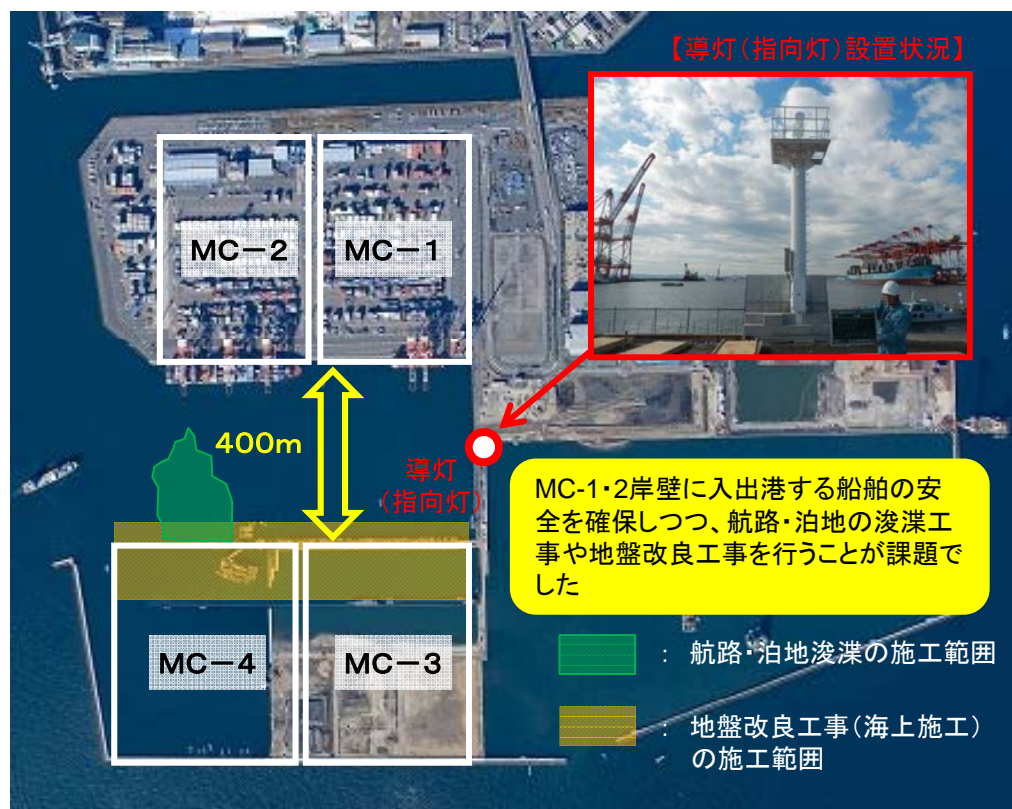 【導灯(指向灯)設置状況】
MC-2
MC-1
400m
導灯
(指向灯)
MC-1・2岸壁に入出港する船舶の安
全を確保しつつ、航路・泊地の浚渫工
事や地盤改良工事を行うことが課題で
した
MC-4
MC-3
: 航路・泊地浚渫の施工範囲
: 地盤改良工事(海上施工)
の施工範囲